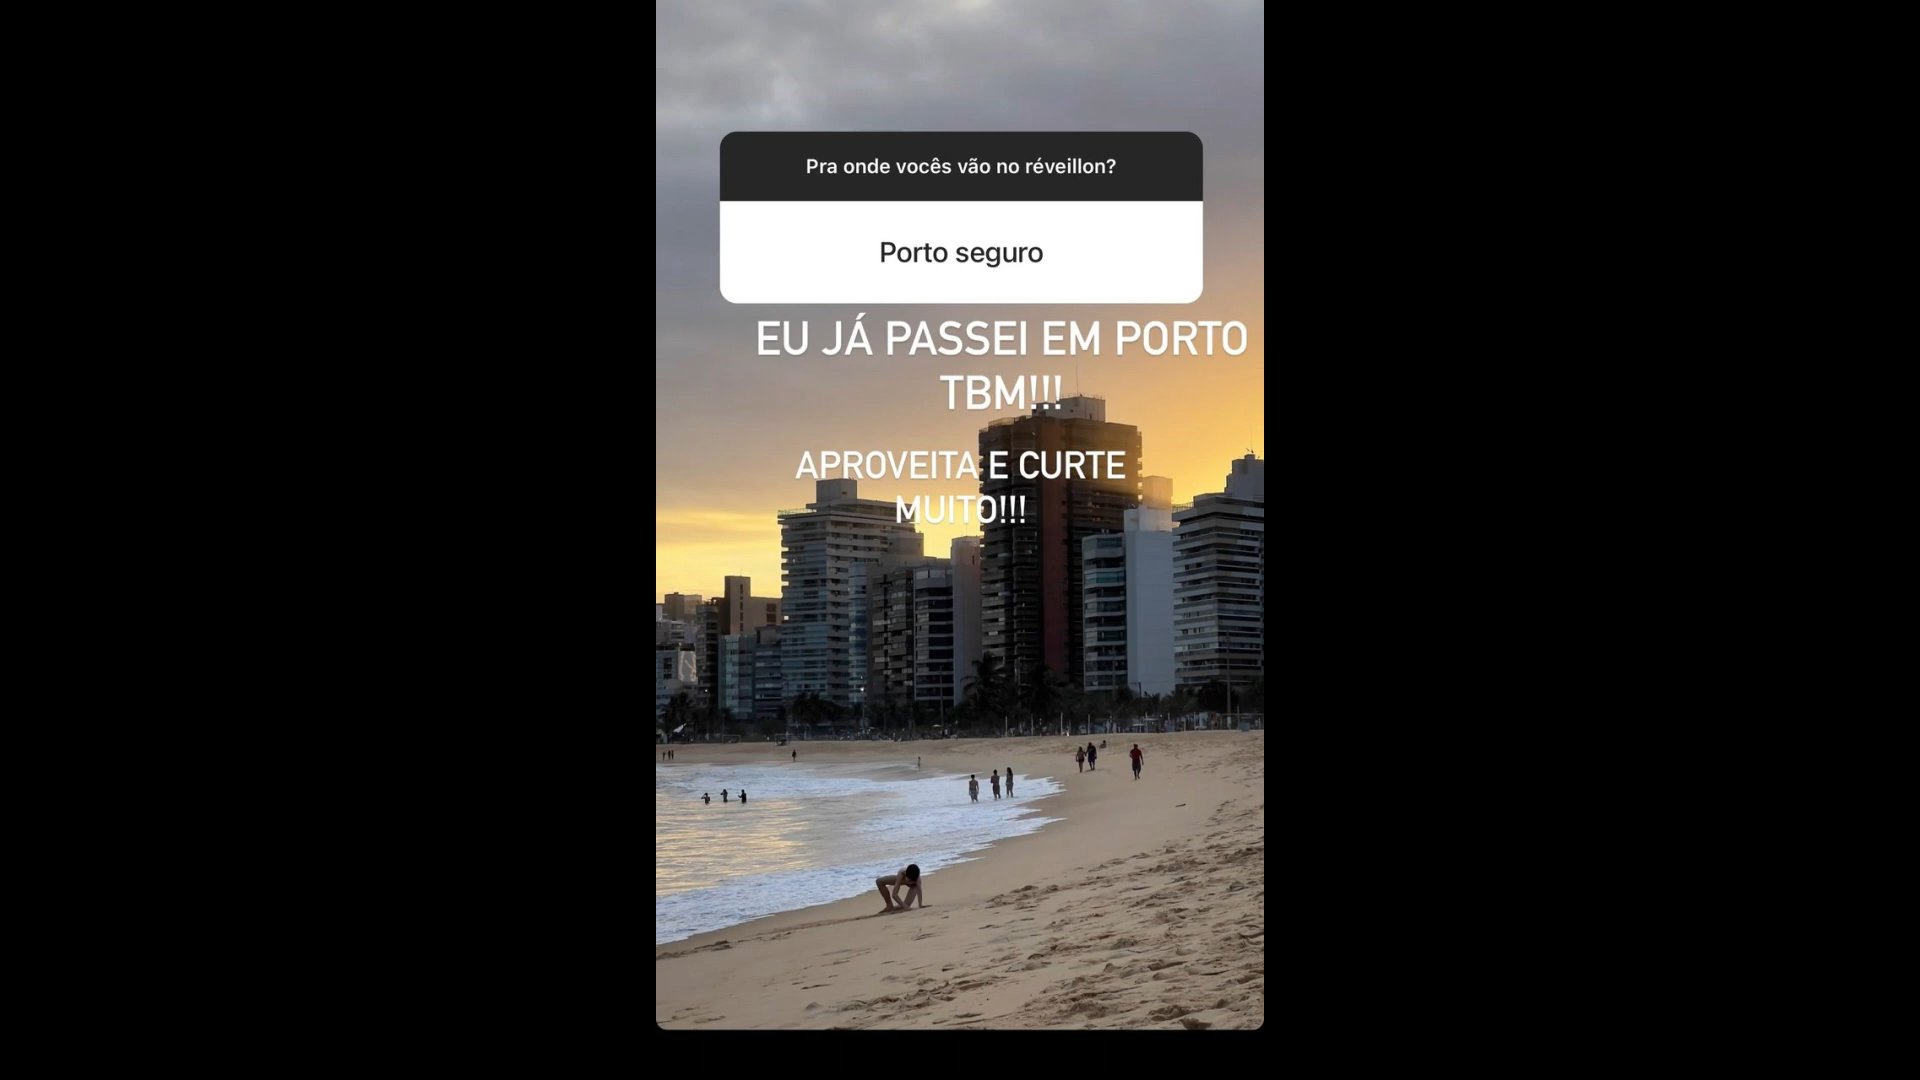 Pra onde vocês vão no réveillon?
Porto seguro
EU JÁ PASSEI EM PORTO
TBM!!!
APROVEITA E CURTE
MUITO!!!